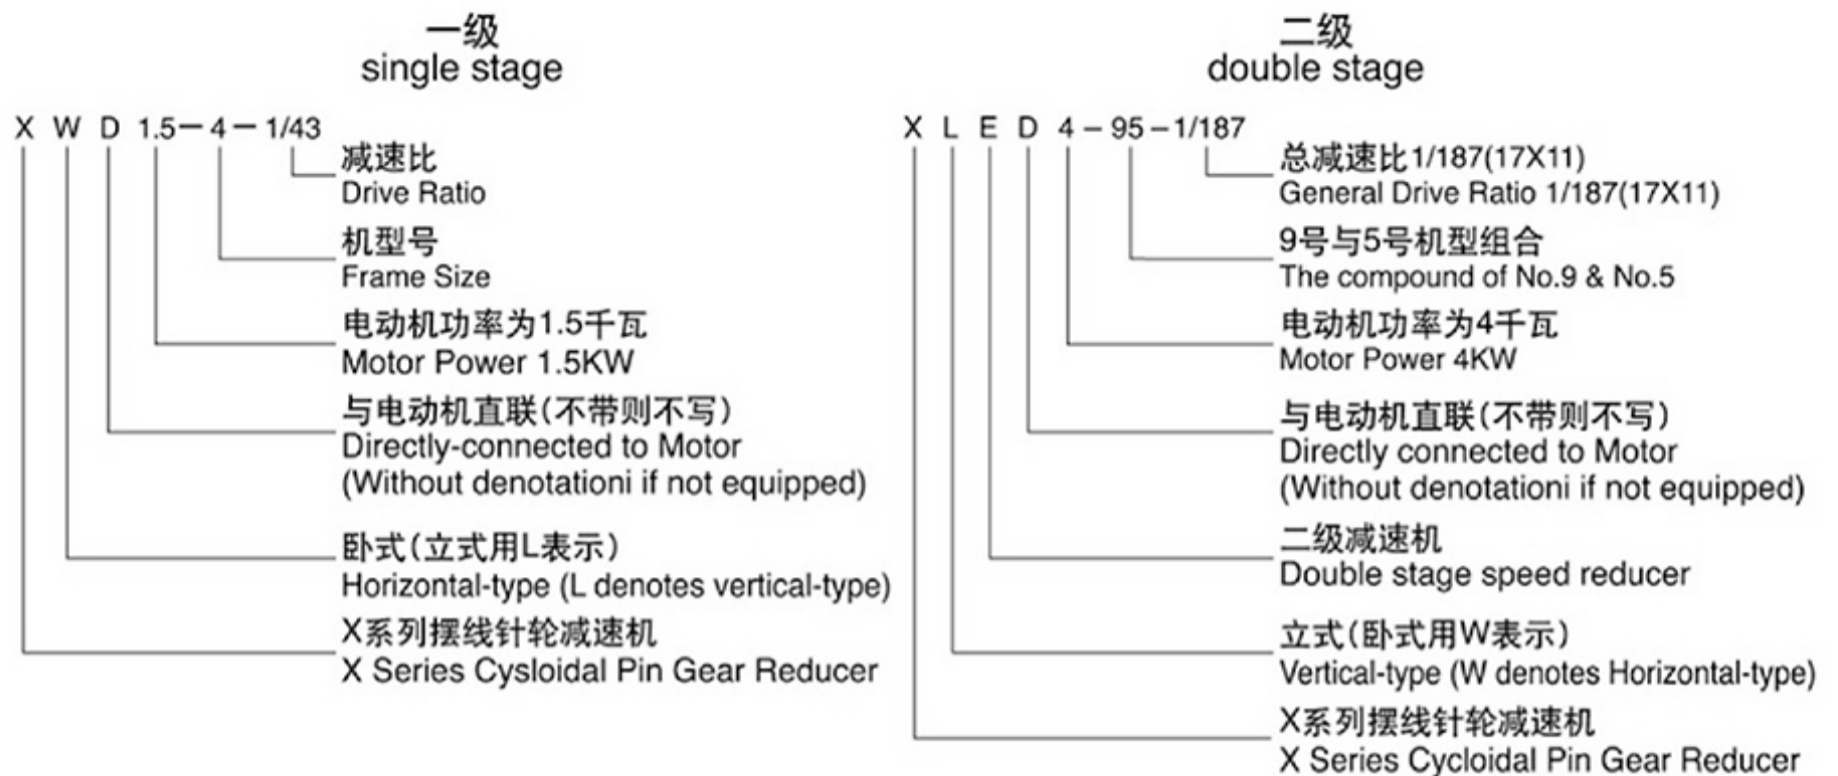 一级
single stage
X W D 1.5－4－1/43
减速比
Drive Ratio
机型号
Frame Size
电动机功率为1.5千瓦
Motor Power 1.5KW
与电动机直联(不带则不写)
Directly-connected to Motor
(Without denotationi if not equipped)
卧式(立式用L表示)
Horizontal-type (L denotes vertical-type)
X系列摆线针轮减速机
X Series Cysloidal Pin Gear Reducer
二级
double stage
X L E D 4－95－1/187
总减速比1/187(17X11)
General Drive Ratio 1/187(17X11)
9号与5号机型组合
The compound of No.9 & No.5
电动机功率为4千瓦
Motor Power 4KW
与电动机直联(不带则不写)
Directly connected to Motor
(Without denotationi if not equipped)
二级减速机
Double stage speed reducer
立式(卧式用W表示)
Vertical-type (W denotes Horizontal-type)
X系列摆线针轮减速机
X Series Cycloidal Pin Gear Reducer